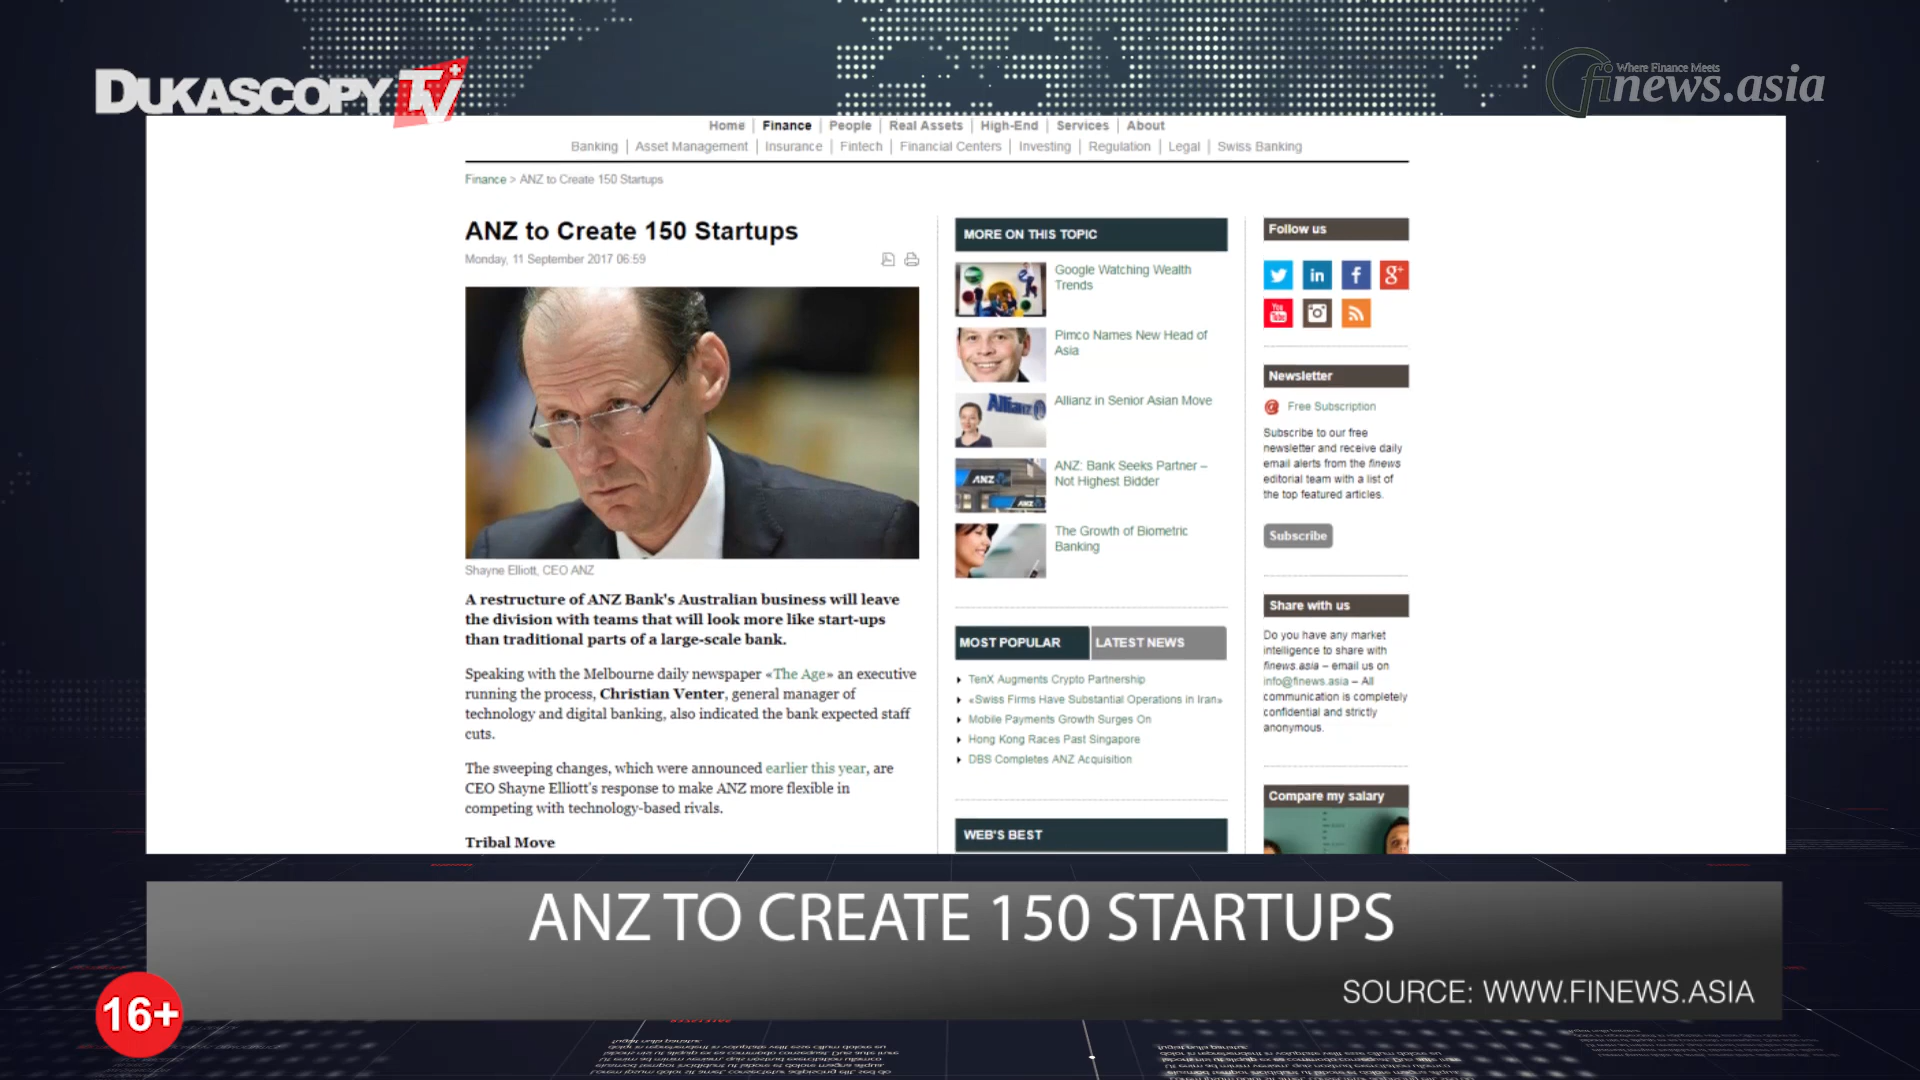 DUKASCOPY TV
Where Finance Meets
finews.asia
Home | Finance | People | Real Assets | High-End | Services | About
Banking | Asset Management | Insurance | Fintech | Financial Centers | Investing | Regulation | Legal | Swiss Banking
Finance > ANZ to Create 150 Startups
ANZ to Create 150 Startups
Monday, 11 September 2017 06:59
Shayne Elliott, CEO ANZ
A restructure of ANZ Bank's Australian business will leave
the division with teams that will look more like start-ups
than traditional parts of a large-scale bank.
Speaking with the Melbourne daily newspaper «The Age» an executive
running the process, Christian Venter, general manager of
technology and digital banking, also indicated the bank expected staff
cuts.
The sweeping changes, which were announced earlier this year, are
CEO Shayne Elliott's response to make ANZ more flexible in
competing with technology-based rivals.
Tribal Move
MORE ON THIS TOPIC
Google Watching Wealth
Trends
Pimco Names New Head of
Asia
Allianz
Allianz in Senior Asian Move
ANZ
ANZ
ANZ: Bank Seeks Partner –
Not Highest Bidder
The Growth of Biometric
Banking
MOST POPULAR
LATEST NEWS
TenX Augments Crypto Partnership
«Swiss Firms Have Substantial Operations in Iran»
Mobile Payments Growth Surges On
Hong Kong Races Past Singapore
DBS Completes ANZ Acquisition
WEB'S BEST
Follow us
in
f
g+
You
Tube
Newsletter
@ Free Subscription
Subscribe to our free
newsletter and receive daily
email alerts from the finews
editorial team with a list of
the top featured articles.
Subscribe
Share with us
Do you have any market
intelligence to share with
finews.asia – email us on
info@finews.asia – All
communication is completely
confidential and strictly
anonymous.
Compare my salary
ANZ TO CREATE 150 STARTUPS
SOURCE: WWW.FINEWS.ASIA
16+